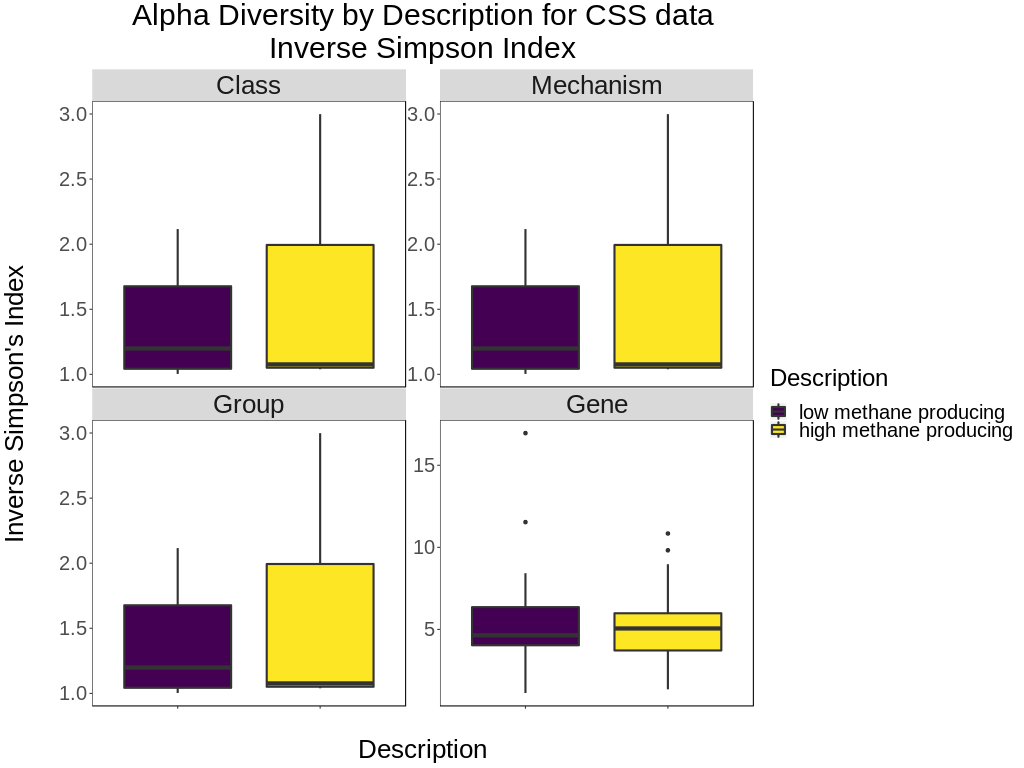 Alpha Diversity by Description for CSS data
Inverse Simpson Index
Class
Mechanism
3.0
2.5
2.0
1.5
1.0
3.0
2.5
2.0
1.5
1.0
Group
Gene
3.0
2.5
2.0
1.5
1.0
15
10
5
Inverse Simpson's Index
Description
Description
low methane producing
high methane producing